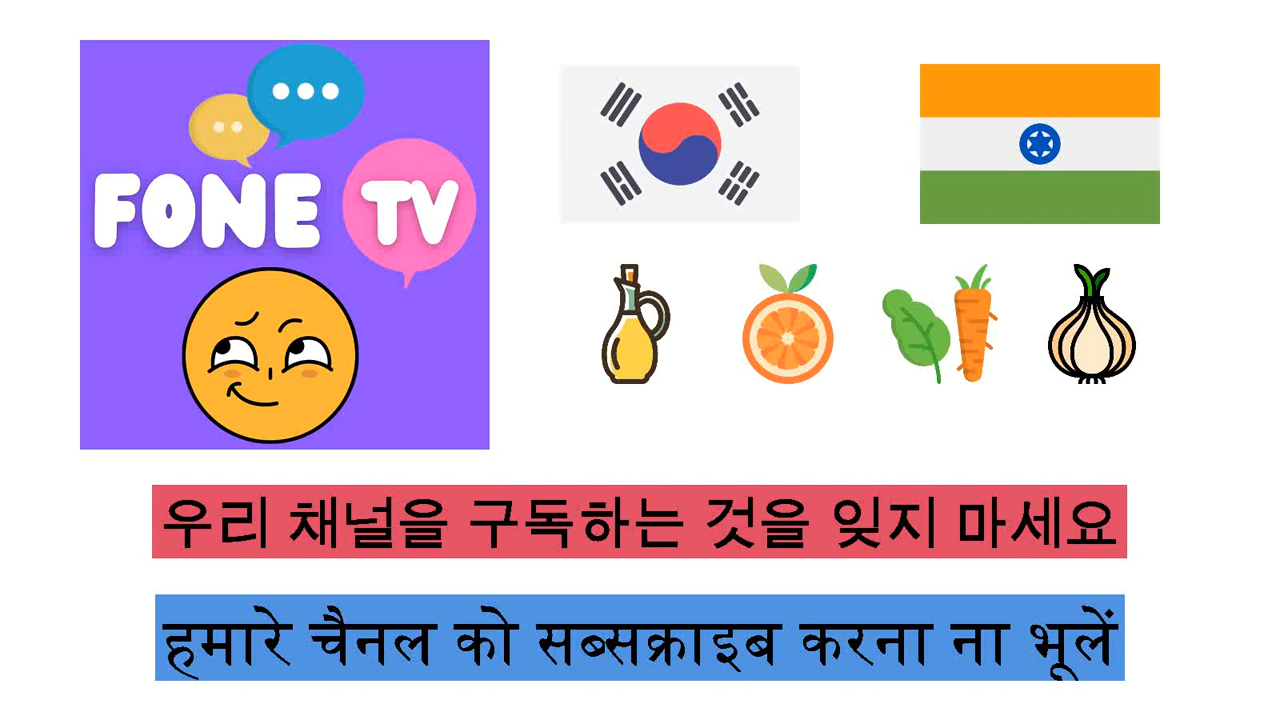 FONE TV
우리 채널을 구독하는 것을 잊지 마세요
हमारे चैनल को सब्सक्राइब करना ना भूलें